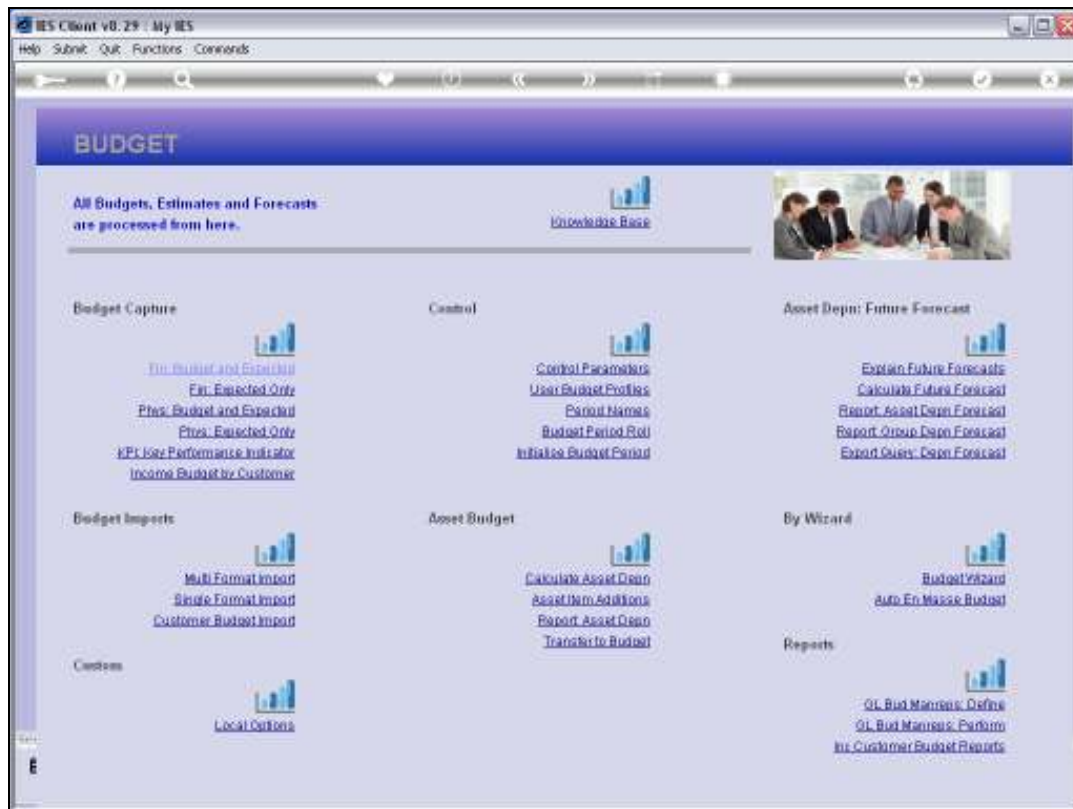 IES Client v8.29 : My IES
Help Submit Quit Functions Commands
BUDGET
All Budgets, Estimates and Forecasts
are processed from here.
Knowledge Base
Budget Capture
Fin: Budget and Expected
Fin: Expected Only
Phys: Budget and Expected
Phys: Expected Only
KPI: Key Performance Indicator
Income Budget by Customer
Control
Control Parameters
User Budget Profiles
Period Names
Budget Period Roll
Initialise Budget Period
Asset Depn: Future Forecast
Explain Future Forecasts
Calculate Future Forecast
Report: Asset Depn Forecast
Report: Group Depn Forecast
Export Query: Depn Forecast
Budget Imports
Multi Format Import
Single Format Import
Customer Budget Import
Asset Budget
Calculate Asset Depn
Asset Item Additions
Report: Asset Depn
Transfer to Budget
By Wizard
Budget Wizard
Auto En Masse Budget
Custom
Local Options
Reports
GL Bud Manreps: Define
GL Bud Manreps: Perform
Inc Customer Budget Reports